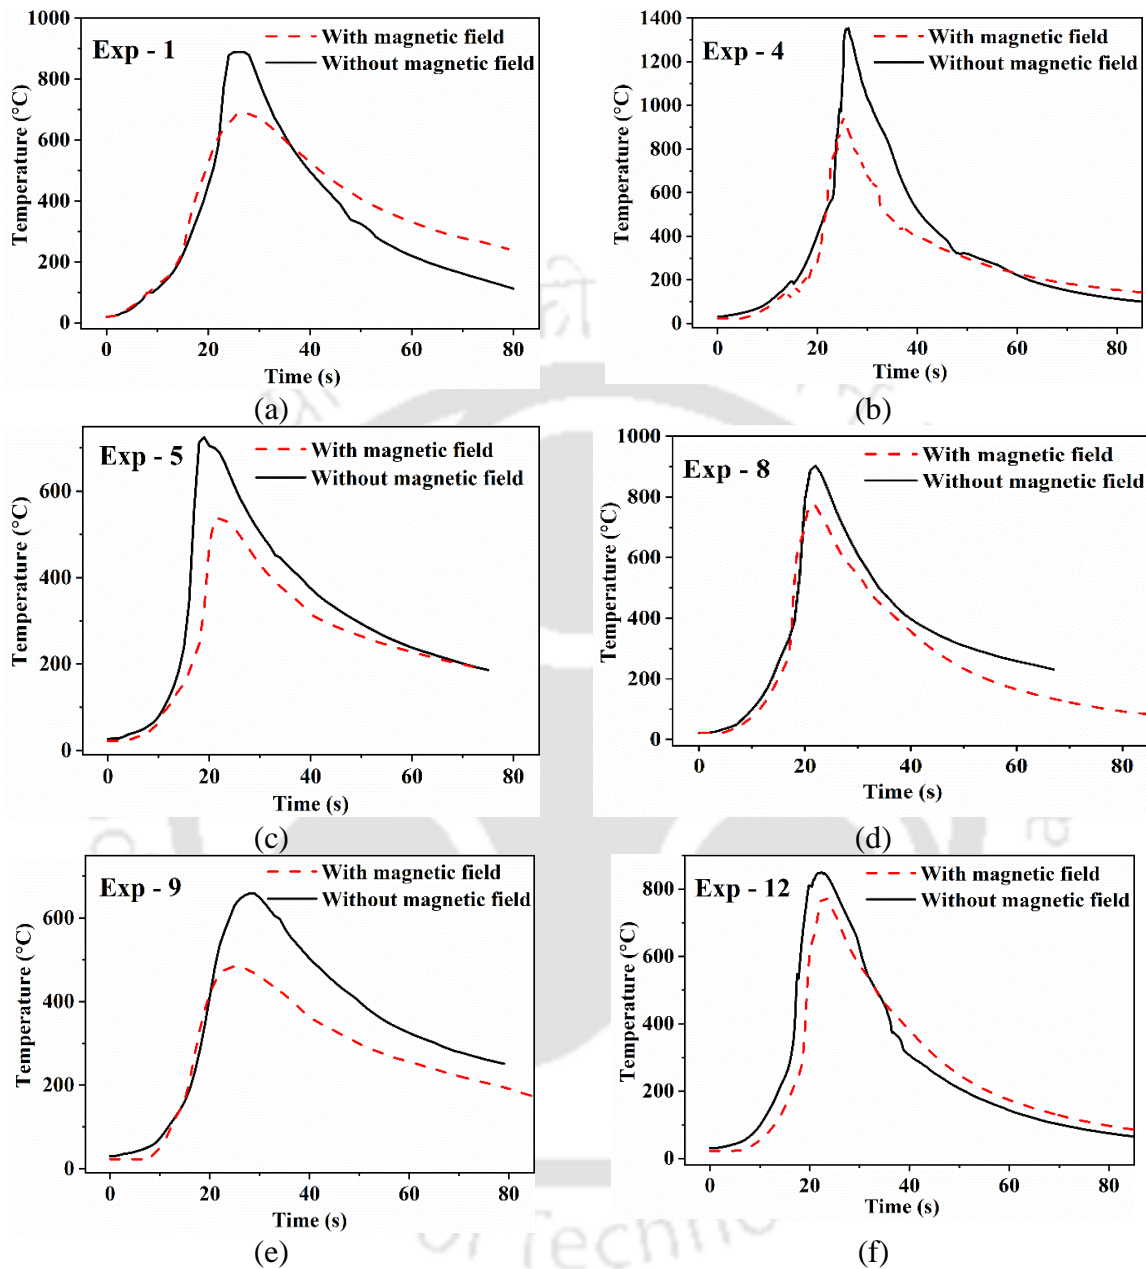 Exp - 1
With magnetic field
Without magnetic field
Temperature (°C)
1000
800
600
400
200
0
0 20 40 60 80
Time (s)
(a)
Exp - 4
With magnetic field
Without magnetic field
Temperature (°C)
1400
1200
1000
800
600
400
200
0
0 20 40 60 80
Time (s)
(b)
Exp - 5
With magnetic field
Without magnetic field
Temperature (°C)
600
400
200
0
0 20 40 60 80
Time (s)
(c)
Exp - 8
With magnetic field
Without magnetic field
Temperature (°C)
1000
800
600
400
200
0
0 20 40 60 80
Time (s)
(d)
Exp - 9
With magnetic field
Without magnetic field
Temperature (°C)
600
400
200
0
0 20 40 60 80
Time (s)
(e)
Exp - 12
With magnetic field
Without magnetic field
Temperature (°C)
800
600
400
200
0
0 20 40 60 80
Time (s)
(f)
of Techno